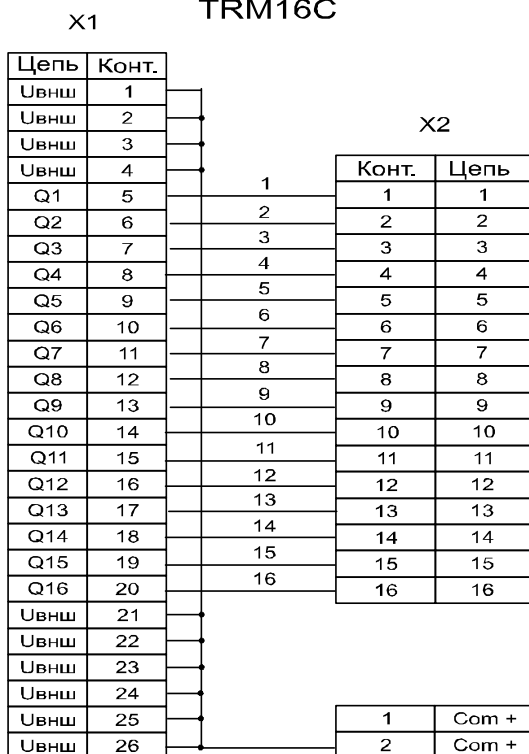 TRM16C
X1
Цепь Конт.
Uвнш 1
Uвнш 2
Uвнш 3
Uвнш 4
Q1 5
Q2 6
Q3 7
Q4 8
Q5 9
Q6 10
Q7 11
Q8 12
Q9 13
Q10 14
Q11 15
Q12 16
Q13 17
Q14 18
Q15 19
Q16 20
Uвнш 21
Uвнш 22
Uвнш 23
Uвнш 24
Uвнш 25
Uвнш 26
1
2
3
4
5
6
7
8
9
10
11
12
13
14
15
16
X2
Конт. Цепь
1 1
2 2
3 3
4 4
5 5
6 6
7 7
8 8
9 9
10 10
11 11
12 12
13 13
14 14
15 15
16 16
1 Com +
2 Com +